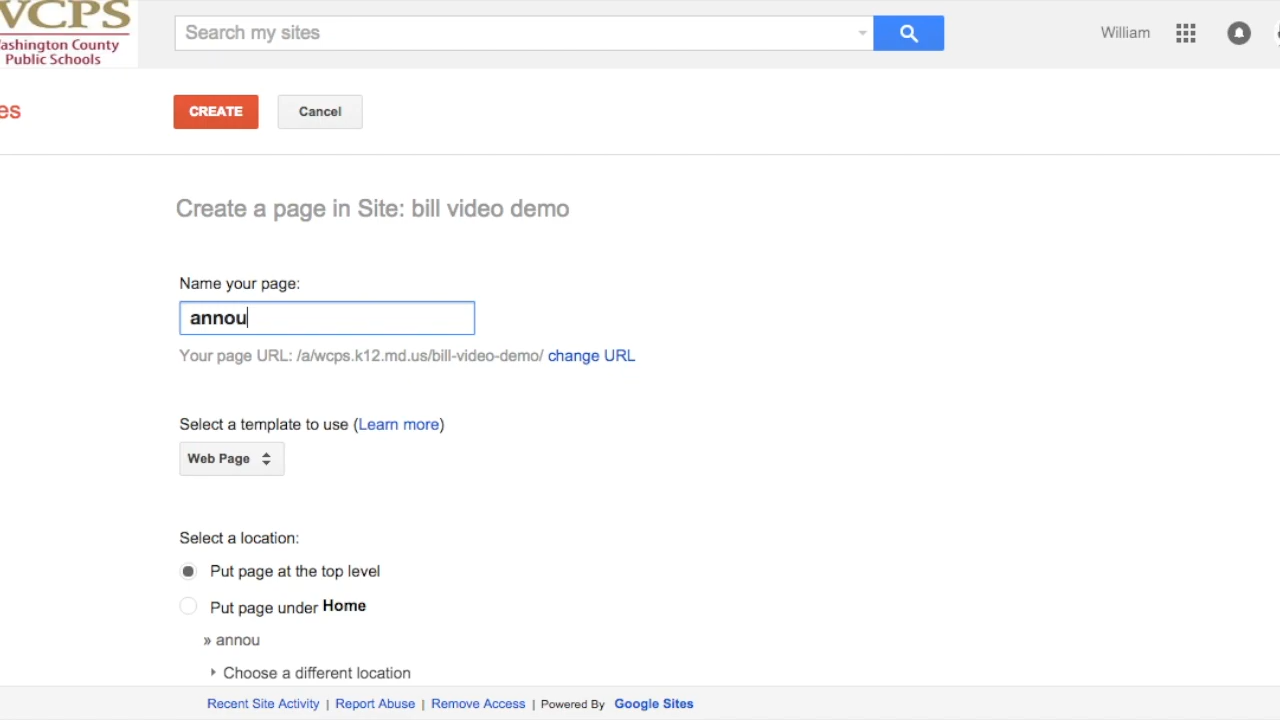 WCPS
Washington County
Public Schools
Search my sites
William
es
CREATE
Cancel
Create a page in Site: bill video demo
Name your page:
annou
Your page URL: /a/wcps.k12.md.us/bill-video-demo/ change URL
Select a template to use (Learn more)
Web Page
Select a location:
Put page at the top level
Put page under Home
» annou
Choose a different location
Recent Site Activity | Report Abuse | Remove Access | Powered By Google Sites